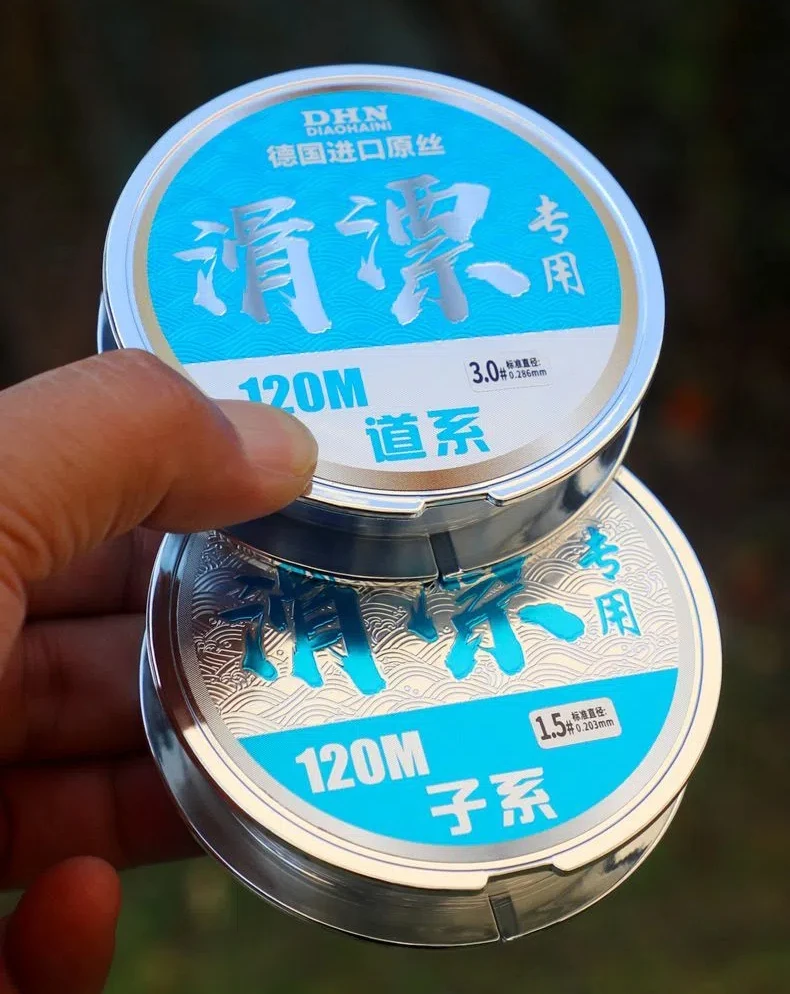 DHN
DIAOHAINI
德国进口原丝
滑漂
专用
3.0# 标准直径:
0.286mm
120M
道系
滑漂
专用
1.5# 标准直径:
0.203mm
120M
子系